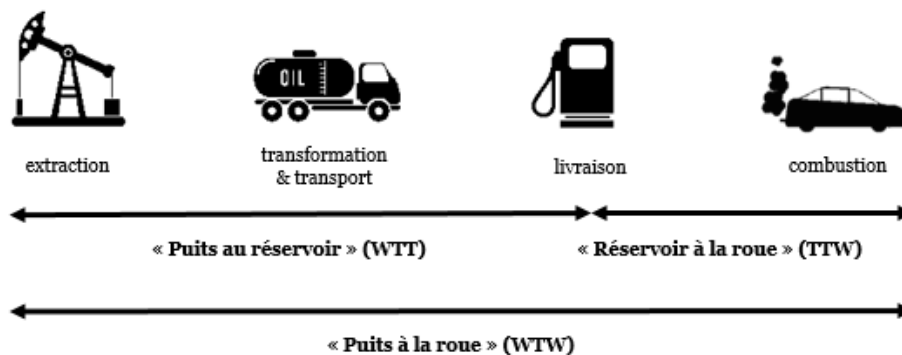 OIL
extraction
transformation
& transport
livraison
combustion
« Puits au réservoir » (WTT)
« Réservoir à la roue » (TTW)
« Puits à la roue » (WTW)